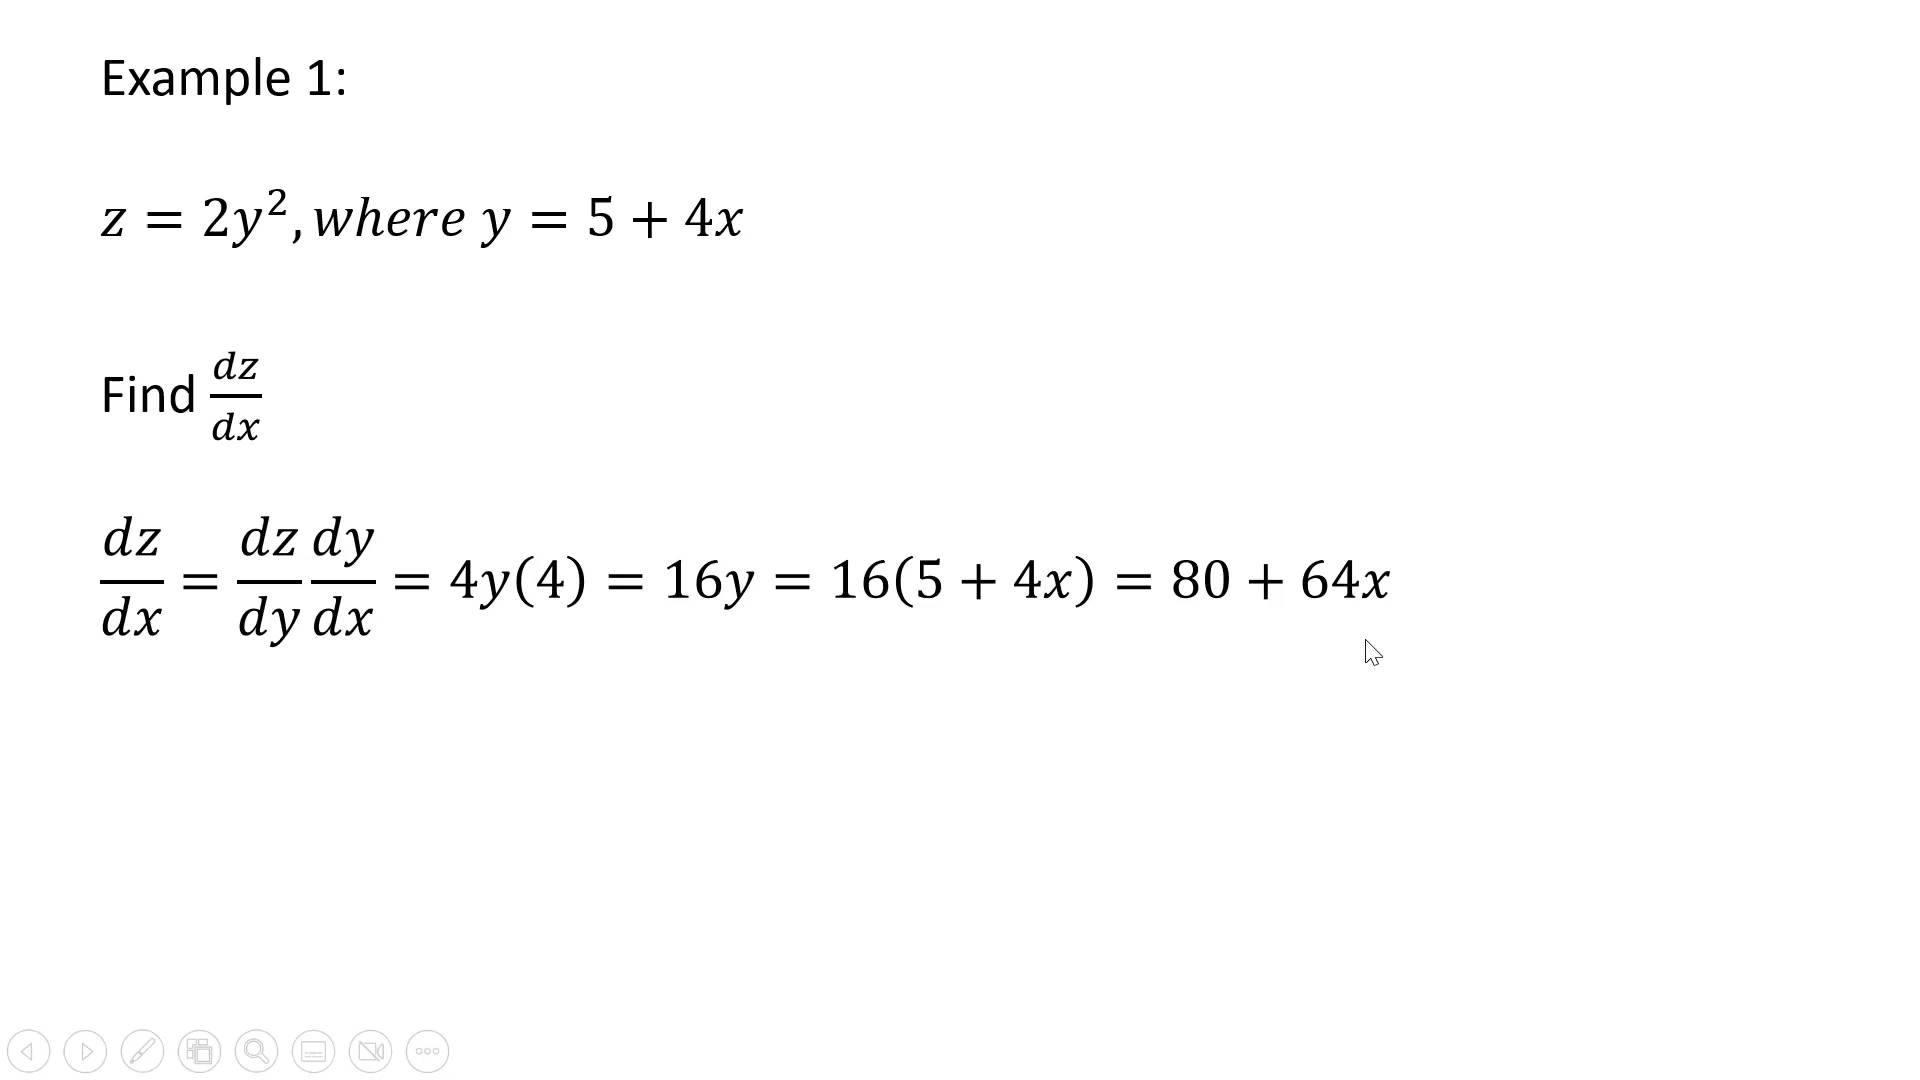 Example 1:
z = 2y², where y = 5 + 4x
Find dz/dx
dz/dx = dz/dy dy/dx = 4y(4) = 16y = 16(5 + 4x) = 80 + 64x